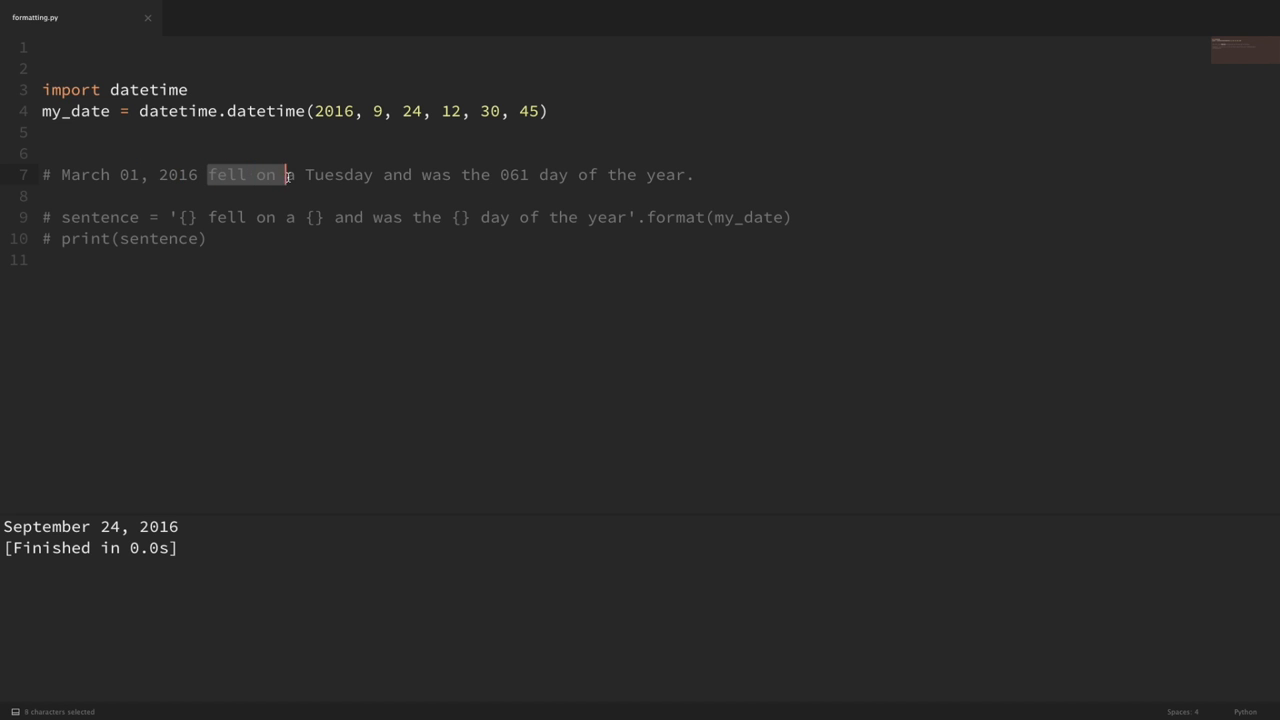 formatting.py ×
1
2
3 import datetime
4 my_date = datetime.datetime(2016, 9, 24, 12, 30, 45)
5
6
7 # March 01, 2016 fell on a Tuesday and was the 061 day of the year.
8
9 # sentence = '{} fell on a {} and was the {} day of the year'.format(my_date)
10 # print(sentence)
11
September 24, 2016
[Finished in 0.0s]
8 characters selected Spaces: 4 Python